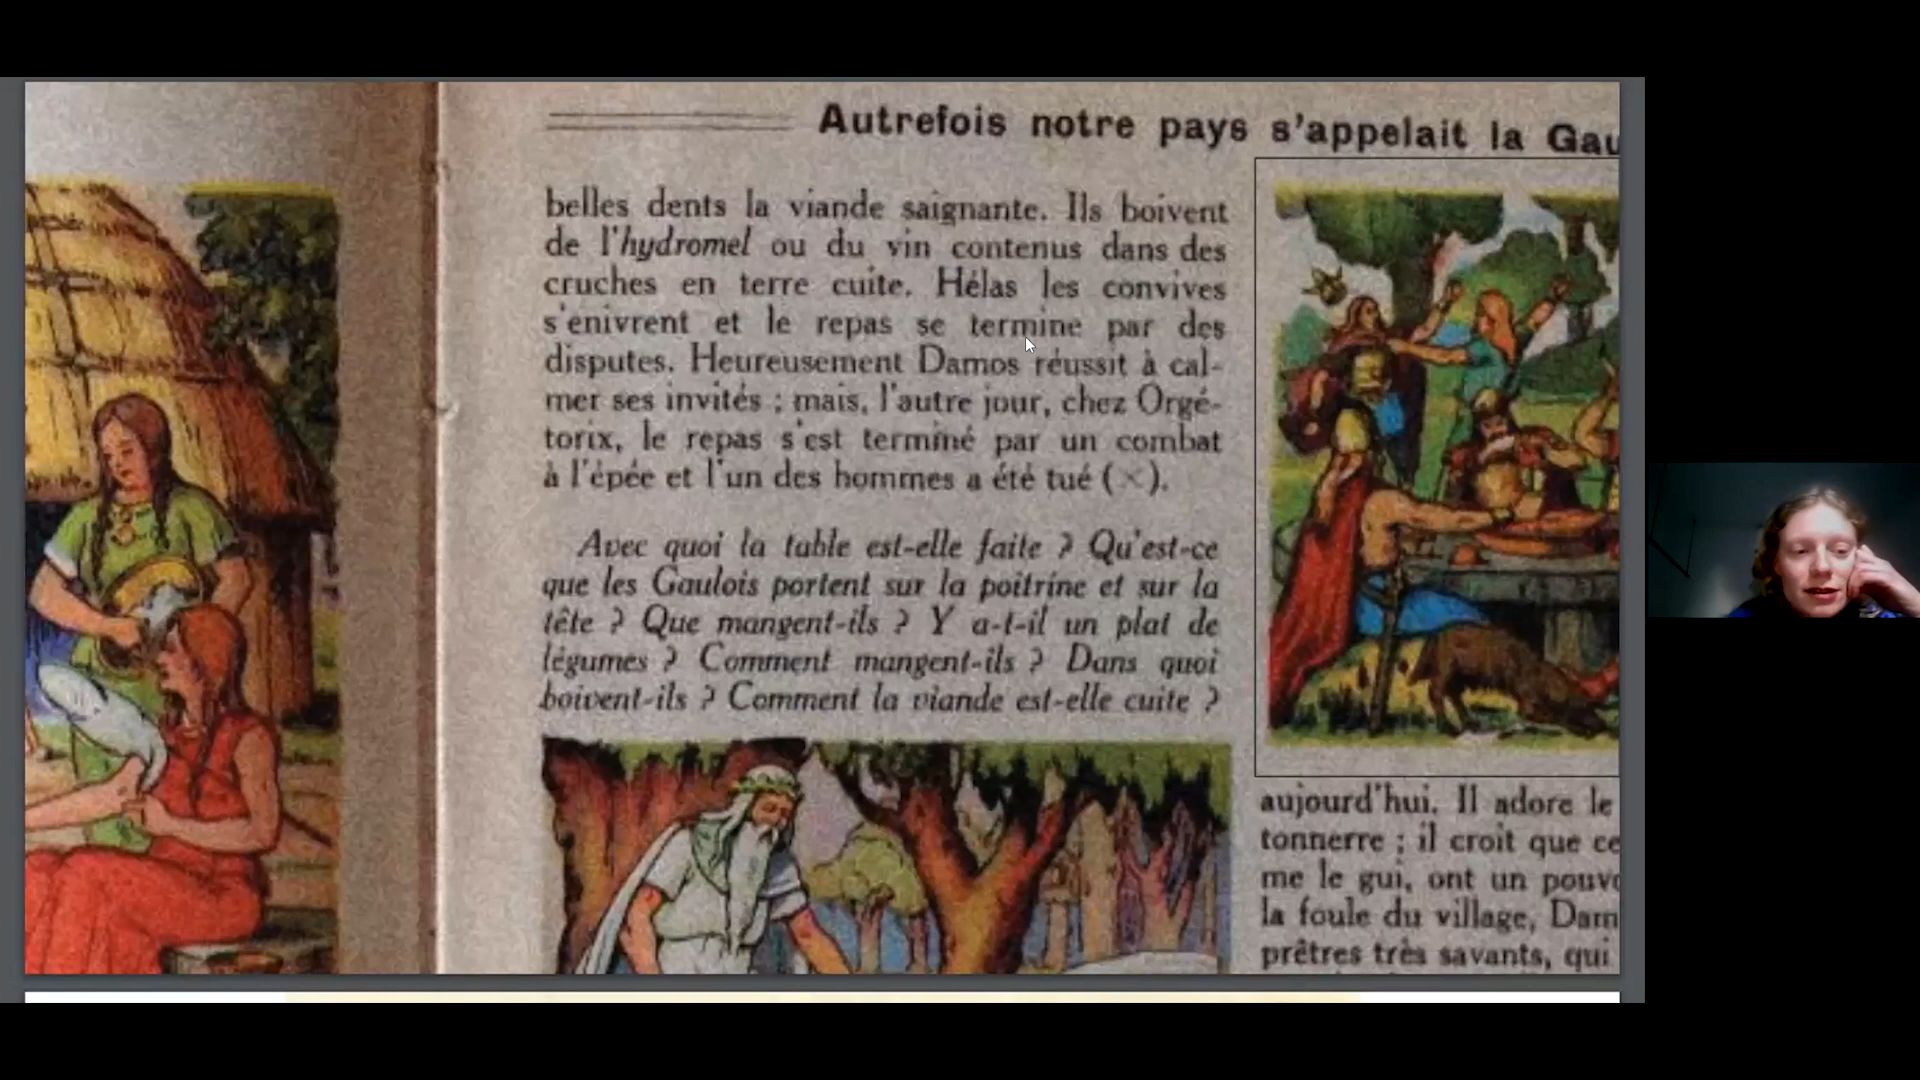 Autrefois notre pays s'appelait la Gau
belles dents la viande saignante. Ils boivent
de l'hydromel ou du vin contenus dans des
cruches en terre cuite. Hélas les convives
s'enivrent et le repas se termine par des
disputes. Heureusement Damos réussit à cal-
mer ses invités ; mais, l'autre jour, chez Orgé-
torix, le repas s'est terminé par un combat
à l'épée et l'un des hommes a été tué (×).
Avec quoi la table est-elle faite ? Qu'est-ce
que les Gaulois portent sur la poitrine et sur la
tête ? Que mangent-ils ? Y a-t-il un plat de
légumes ? Comment mangent-ils ? Dans quoi
boivent-ils ? Comment la viande est-elle cuite ?
aujourd'hui. Il adore le
tonnerre ; il croit que ce
me le gui, ont un pouvo
la foule du village, Dam
prêtres très savants, qui